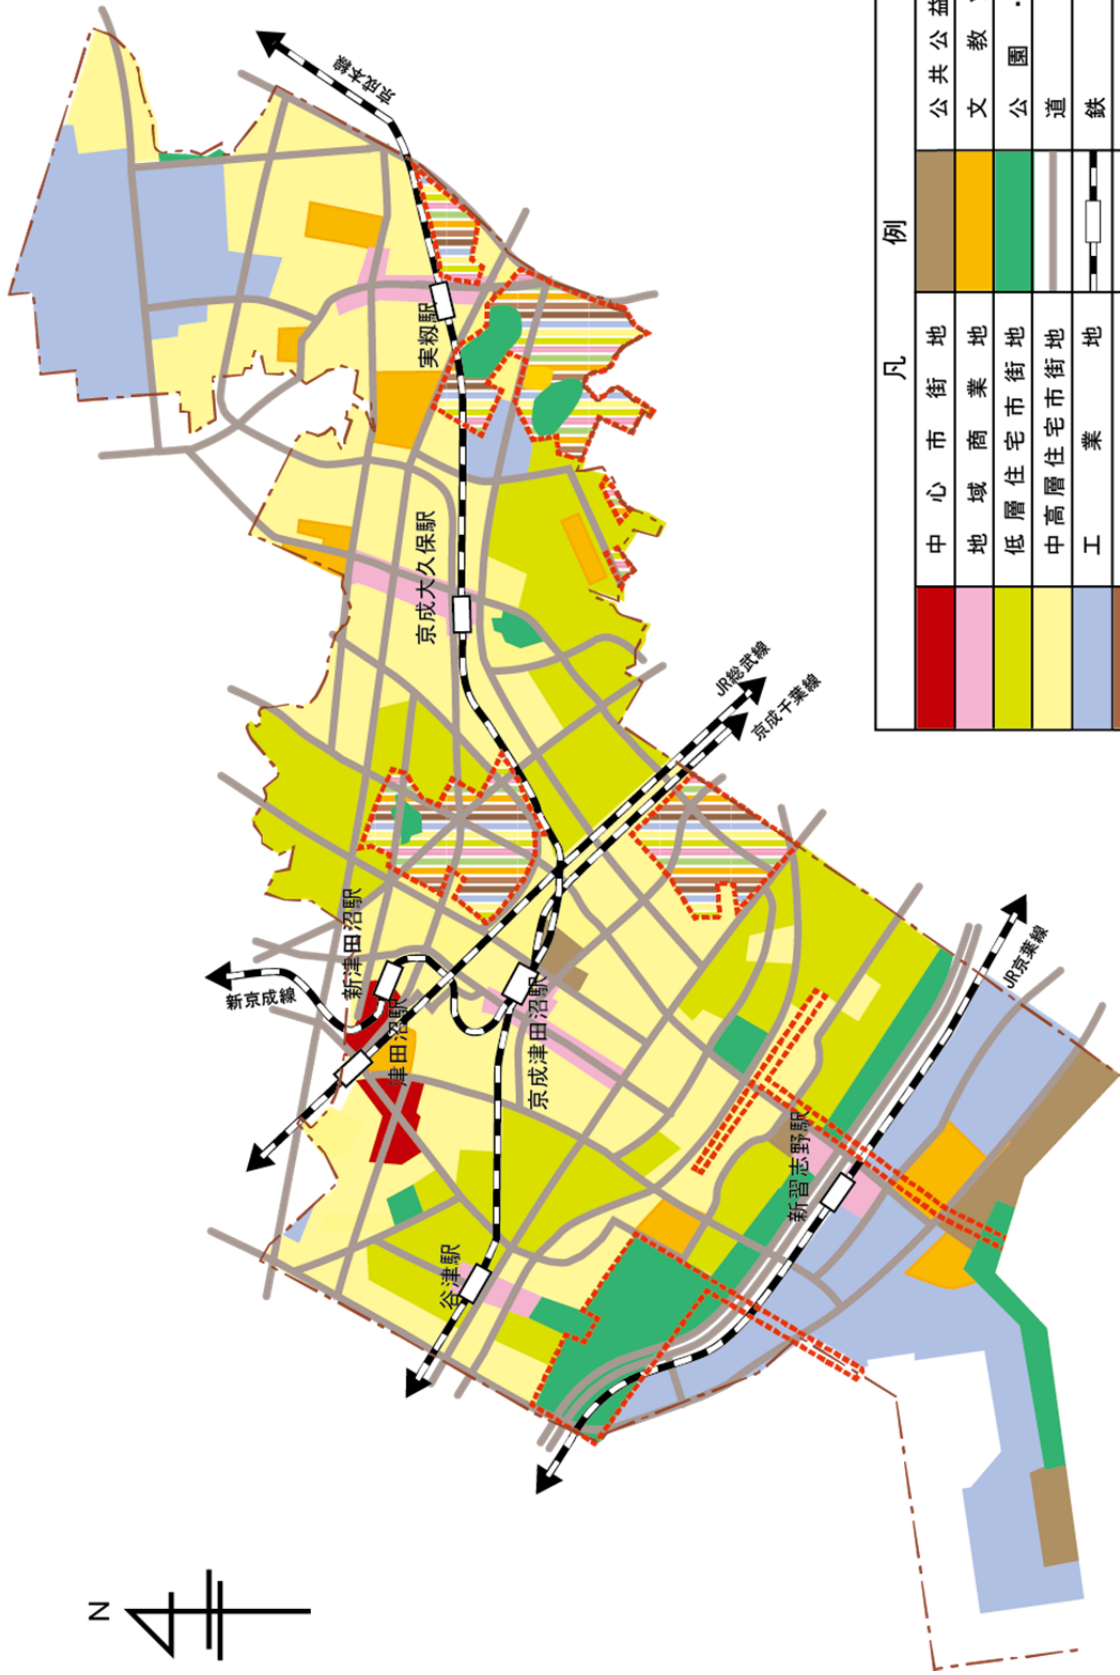 N
京成本線
実籾駅
京成大久保駅
JR総武線
京成千葉線
新津田沼駅
新京成線
津田沼駅
京成津田沼駅
新習志野駅
JR京葉線
谷津駅
凡例
中心市街地
地域商業地
低層住宅市街地
中高層住宅市街地
工業地
公共公益
文教
公園・
道
鉄